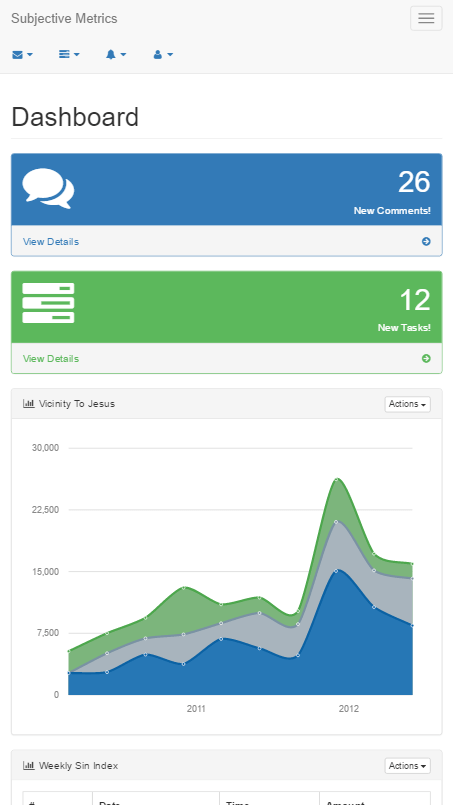 Subjective Metrics
Dashboard
26
New Comments!
View Details
12
New Tasks!
View Details
Vicinity To Jesus
Actions
30,000
22,500
15,000
7,500
0
2011 2012
Weekly Sin Index
Actions
# Date Time Amount